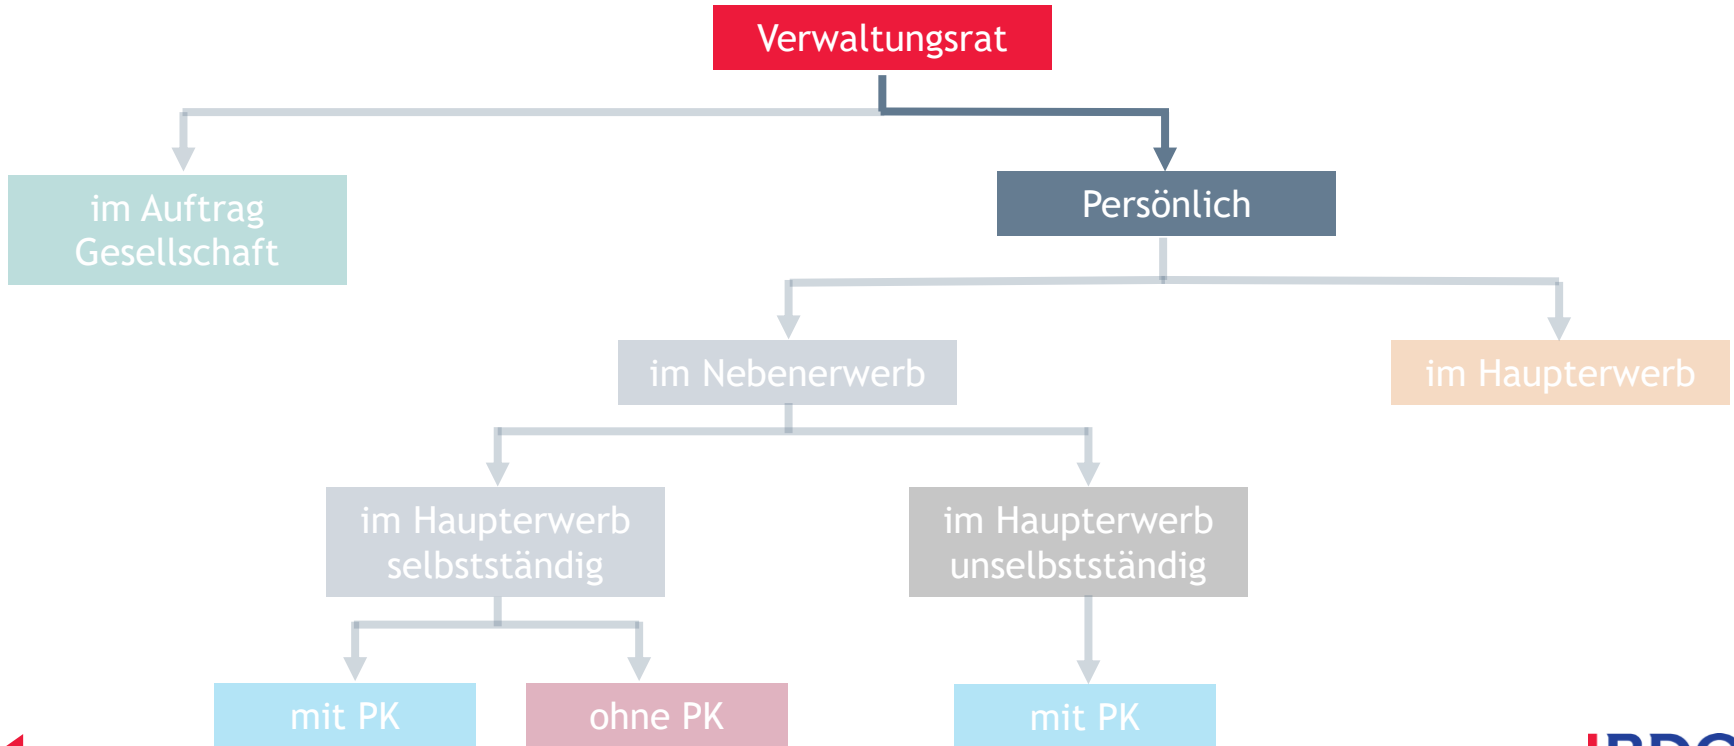 Verwaltungsrat
im Auftrag
Gesellschaft
Persönlich
im Nebenerwerb
im Haupterwerb
im Haupterwerb
selbstständig
im Haupterwerb
unselbstständig
mit PK
ohne PK
mit PK
BDO